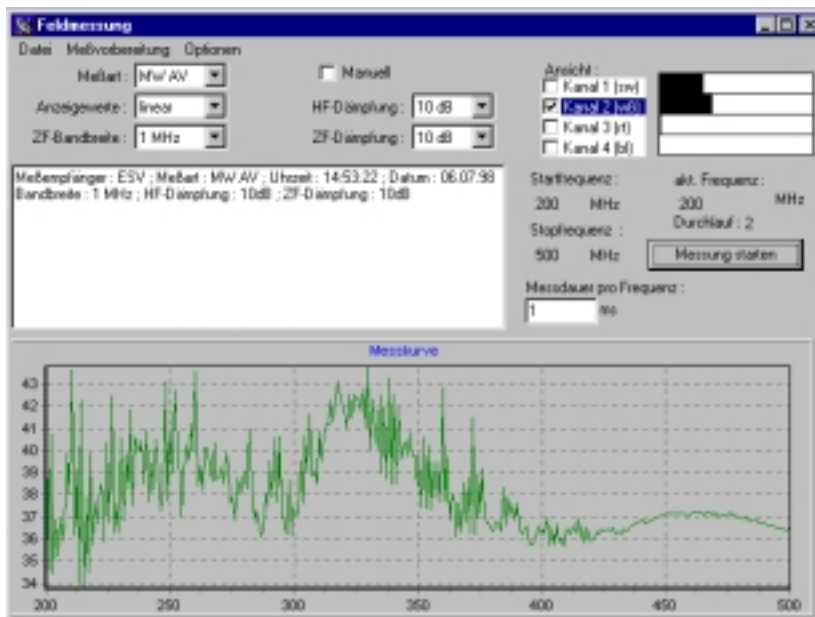 Feldmessung
Datei Meßvorbereitung Optionen
Meßart : MW AV
Manuell
Anzeigewerte : linear
HF-Dämpfung : 10 dB
ZF-Bandbreite : 1 MHz
ZF-Dämpfung : 10 dB
Ansicht :
Kanal 1 (sw)
Kanal 2 (wß)
Kanal 3 (rt)
Kanal 4 (bl)
Meßempfänger : ESV ; Meßart : MW AV ; Uhrzeit : 14:53:22 ; Datum : 06.07.98
Bandbreite : 1 MHz ; HF-Dämpfung : 10dB ; ZF-Dämpfung : 10dB
Startfrequenz :
200 MHz
Stopfrequenz :
500 MHz
akt. Frequenz :
200 MHz
Durchlauf : 2
Messung starten
Messdauer pro Frequenz :
1 ms
Messkurve
43
42
41
40
39
38
37
36
35
34
200 250 300 350 400 450 500